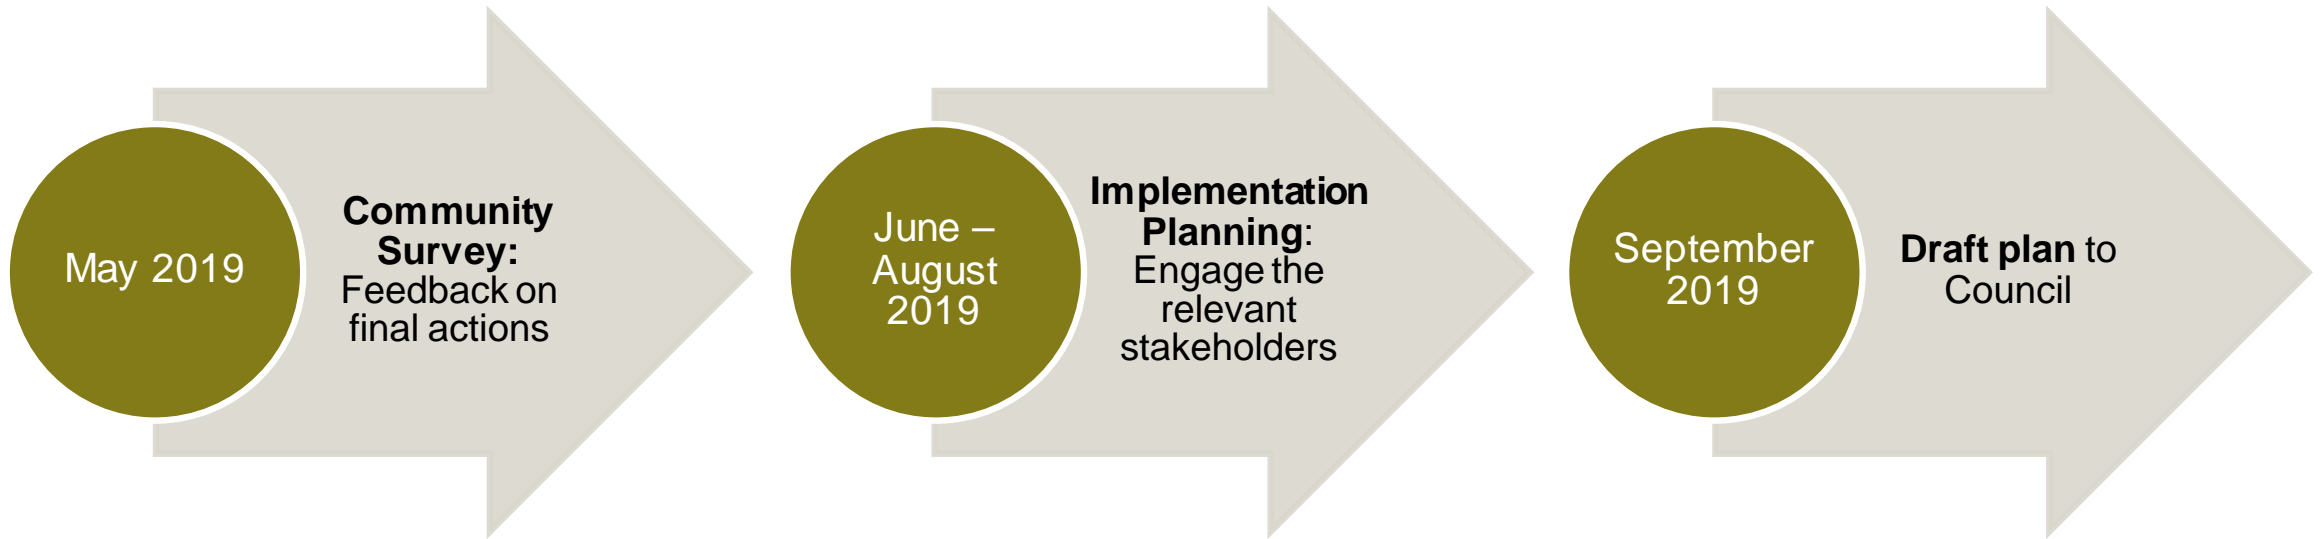 May 2019
Community
Survey:
Feedback on
final actions
June –
August
2019
Implementation
Planning:
Engage the
relevant
stakeholders
September
2019
Draft plan to
Council